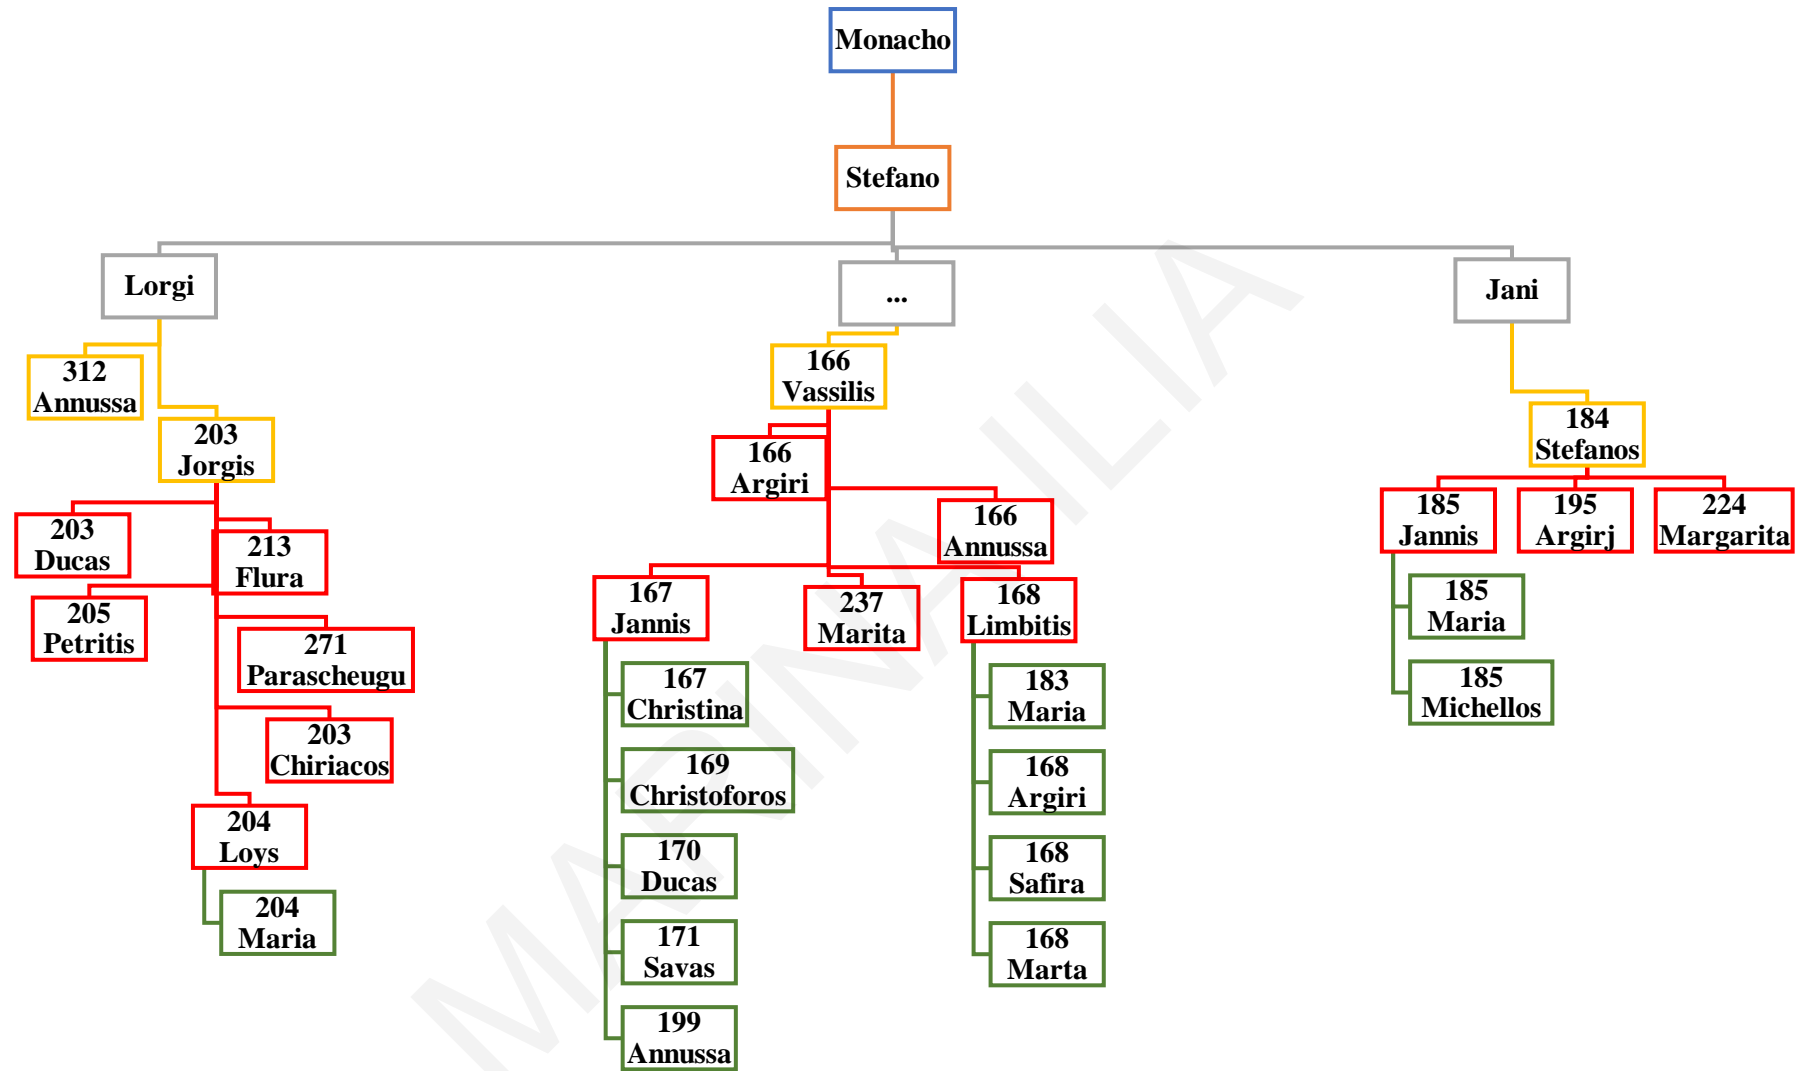 Monacho
Stefano
Lorgi
...
Jani
312
Annussa
203
Jorgis
203
Ducas
213
Flura
205
Petritis
271
Parascheugu
203
Chiriacos
204
Loys
204
Maria
166
Vassilis
166
Argiri
166
Annussa
167
Jannis
237
Marita
168
Limbitis
167
Christina
169
Christoforos
170
Ducas
171
Savas
199
Annussa
183
Maria
168
Argiri
168
Safira
168
Marta
184
Stefanos
185
Jannis
195
Argirj
224
Margarita
185
Maria
185
Michellos
MARINA ILIA